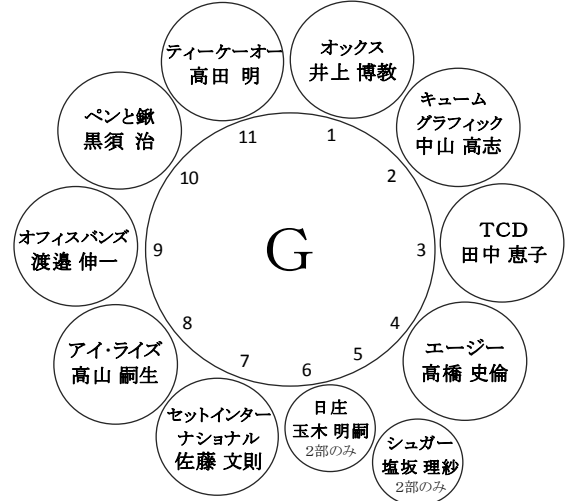 ティーケーオー
高田 明
オックス
井上 博教
キューム
グラフィック
中山 高志
ペンと鍬
黒須 治
TCD
田中 恵子
オフィスバンズ
渡邉 伸一
エージー
高橋 史倫
アイ・ライズ
高山 嗣生
セットインター
ナショナル
佐藤 文則
日庄
玉木 明嗣
2部のみ
シュガー
塩坂 理紗
2部のみ
G
1
2
3
4
5
6
7
8
9
10
11